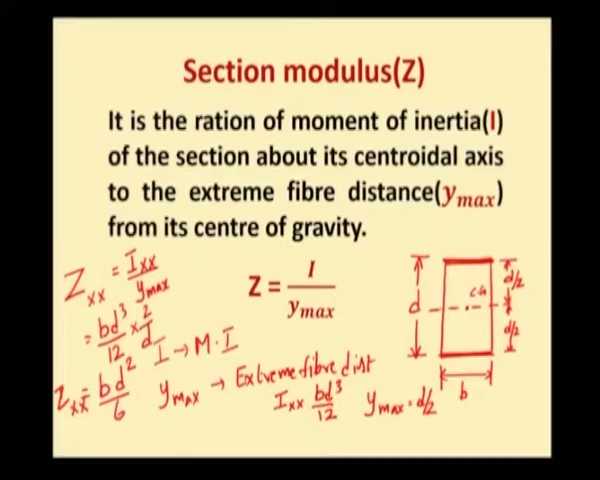 Section modulus(Z)
It is the ration of moment of inertia(I)
of the section about its centroidal axis
to the extreme fibre distance(ymax)
from its centre of gravity.
Z = I / ymax
Zxx = Ixx / ymax
= bd³/12 × 2/d
Zxx = bd²/6
I → M.I
yMAX → Extreme fibre dist
Ixx bd³/12
yMAX = d/2
d
CG
d/2
d/2
b